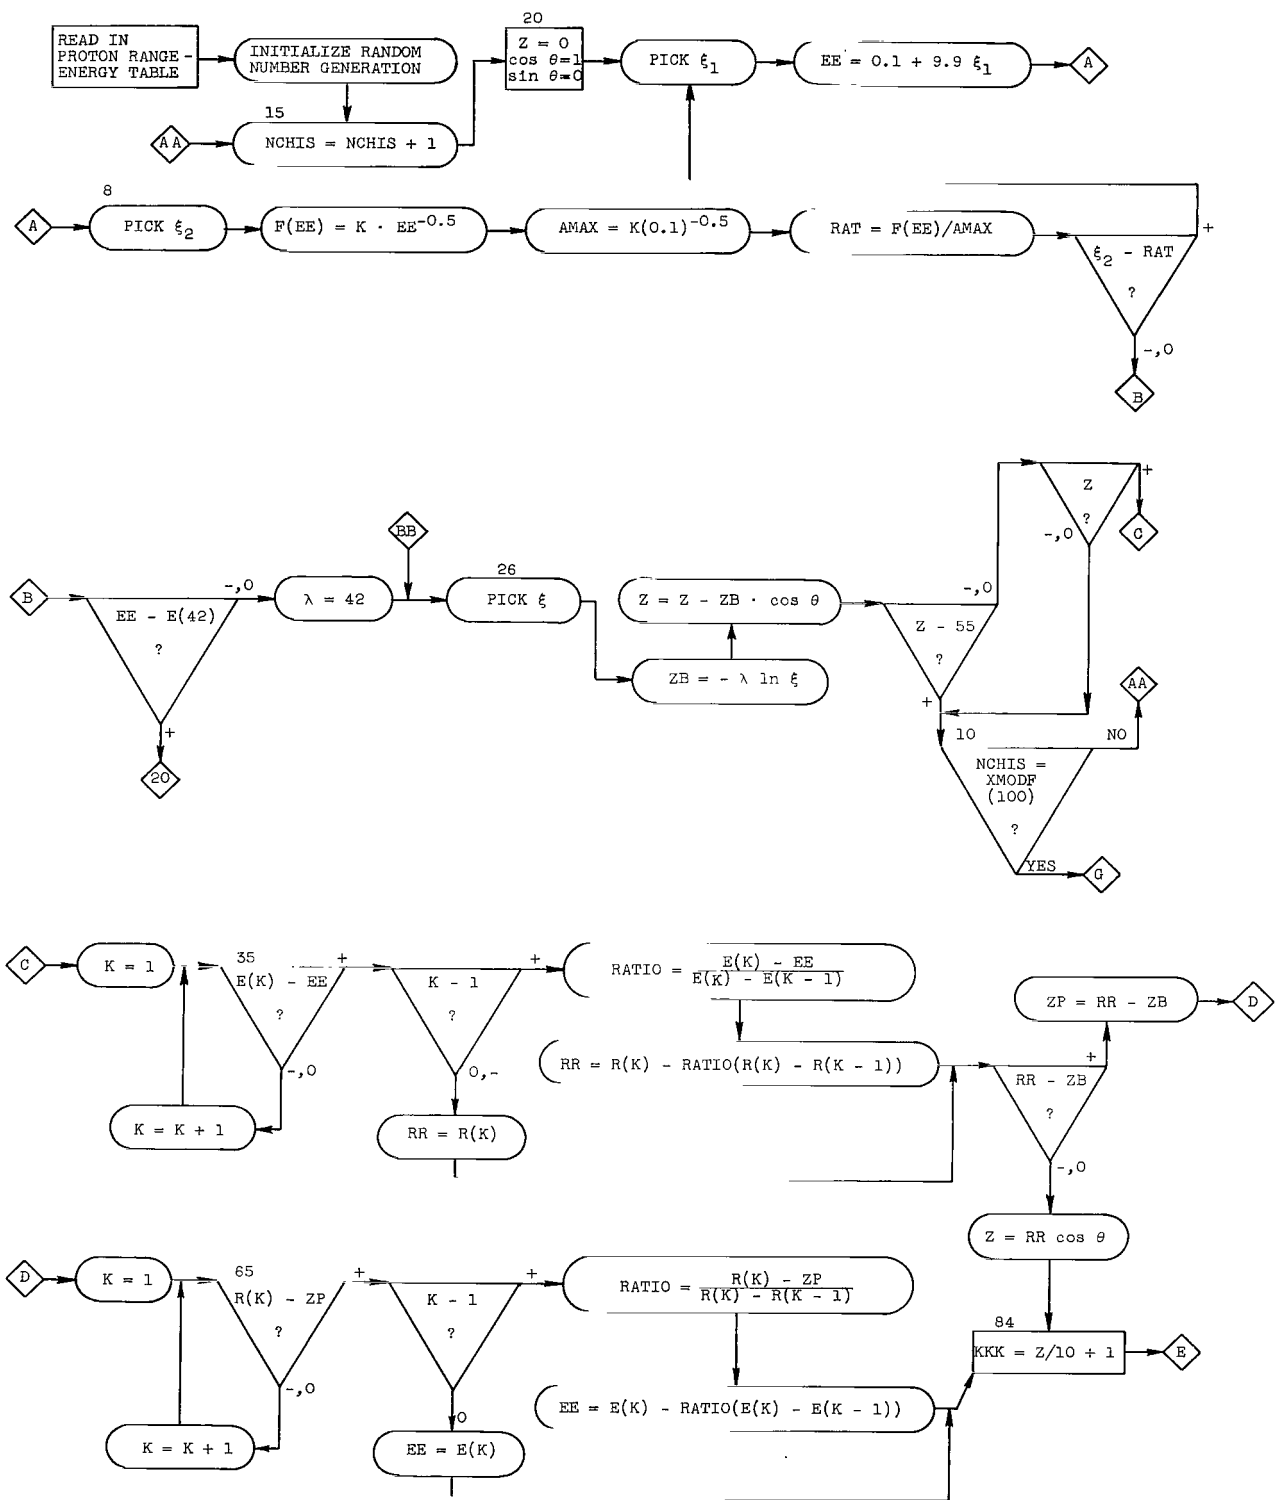 READ IN
PROTON RANGE-
ENERGY TABLE
INITIALIZE RANDOM
NUMBER GENERATION
20
Z = 0
cos θ=1
sin θ=0
PICK ξ1
EE = 0.1 + 9.9 ξ1
A
AA
15
NCHIS = NCHIS + 1
A
8
PICK ξ2
F(EE) = K · EE^-0.5
AMAX = K(0.1)^-0.5
RAT = F(EE)/AMAX
+
ξ2 - RAT
?
-,0
B
B
EE - E(42)
?
-,0
+
20
λ = 42
BB
26
PICK ξ
ZB = - λ ln ξ
Z = Z - ZB · cos θ
Z - 55
?
-,0
+
Z
?
+
-,0
C
10
NCHIS =
XMODF
(100)
?
NO
AA
YES
G
C
K = 1
35
E(K) - EE
?
+
-,0
K = K + 1
K - 1
?
+
0,-
RR = R(K)
RATIO = E(K) - EE
E(K) - E(K - 1)
RR = R(K) - RATIO(R(K) - R(K - 1))
RR - ZB
?
+
-,0
ZP = RR - ZB
D
Z = RR cos θ
D
K = 1
65
R(K) - ZP
?
+
-,0
K = K + 1
K - 1
?
+
0
EE = E(K)
RATIO = R(K) - ZP
R(K) - R(K - 1)
EE = E(K) - RATIO(E(K) - E(K - 1))
84
KKK = Z/10 + 1
E